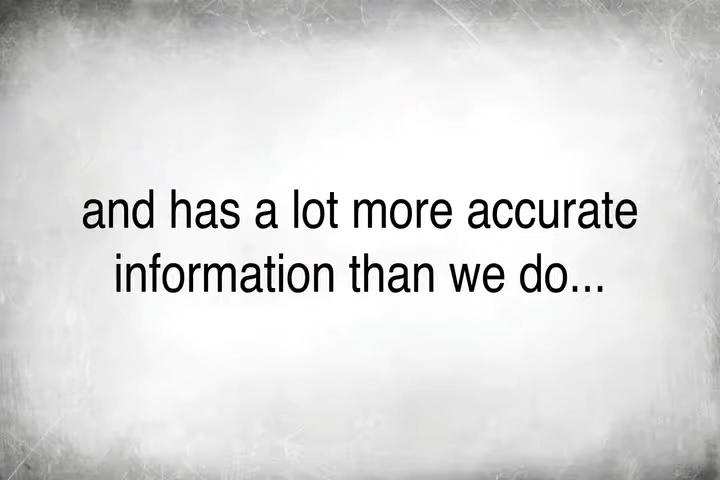 and has a lot more accurate
information than we do...